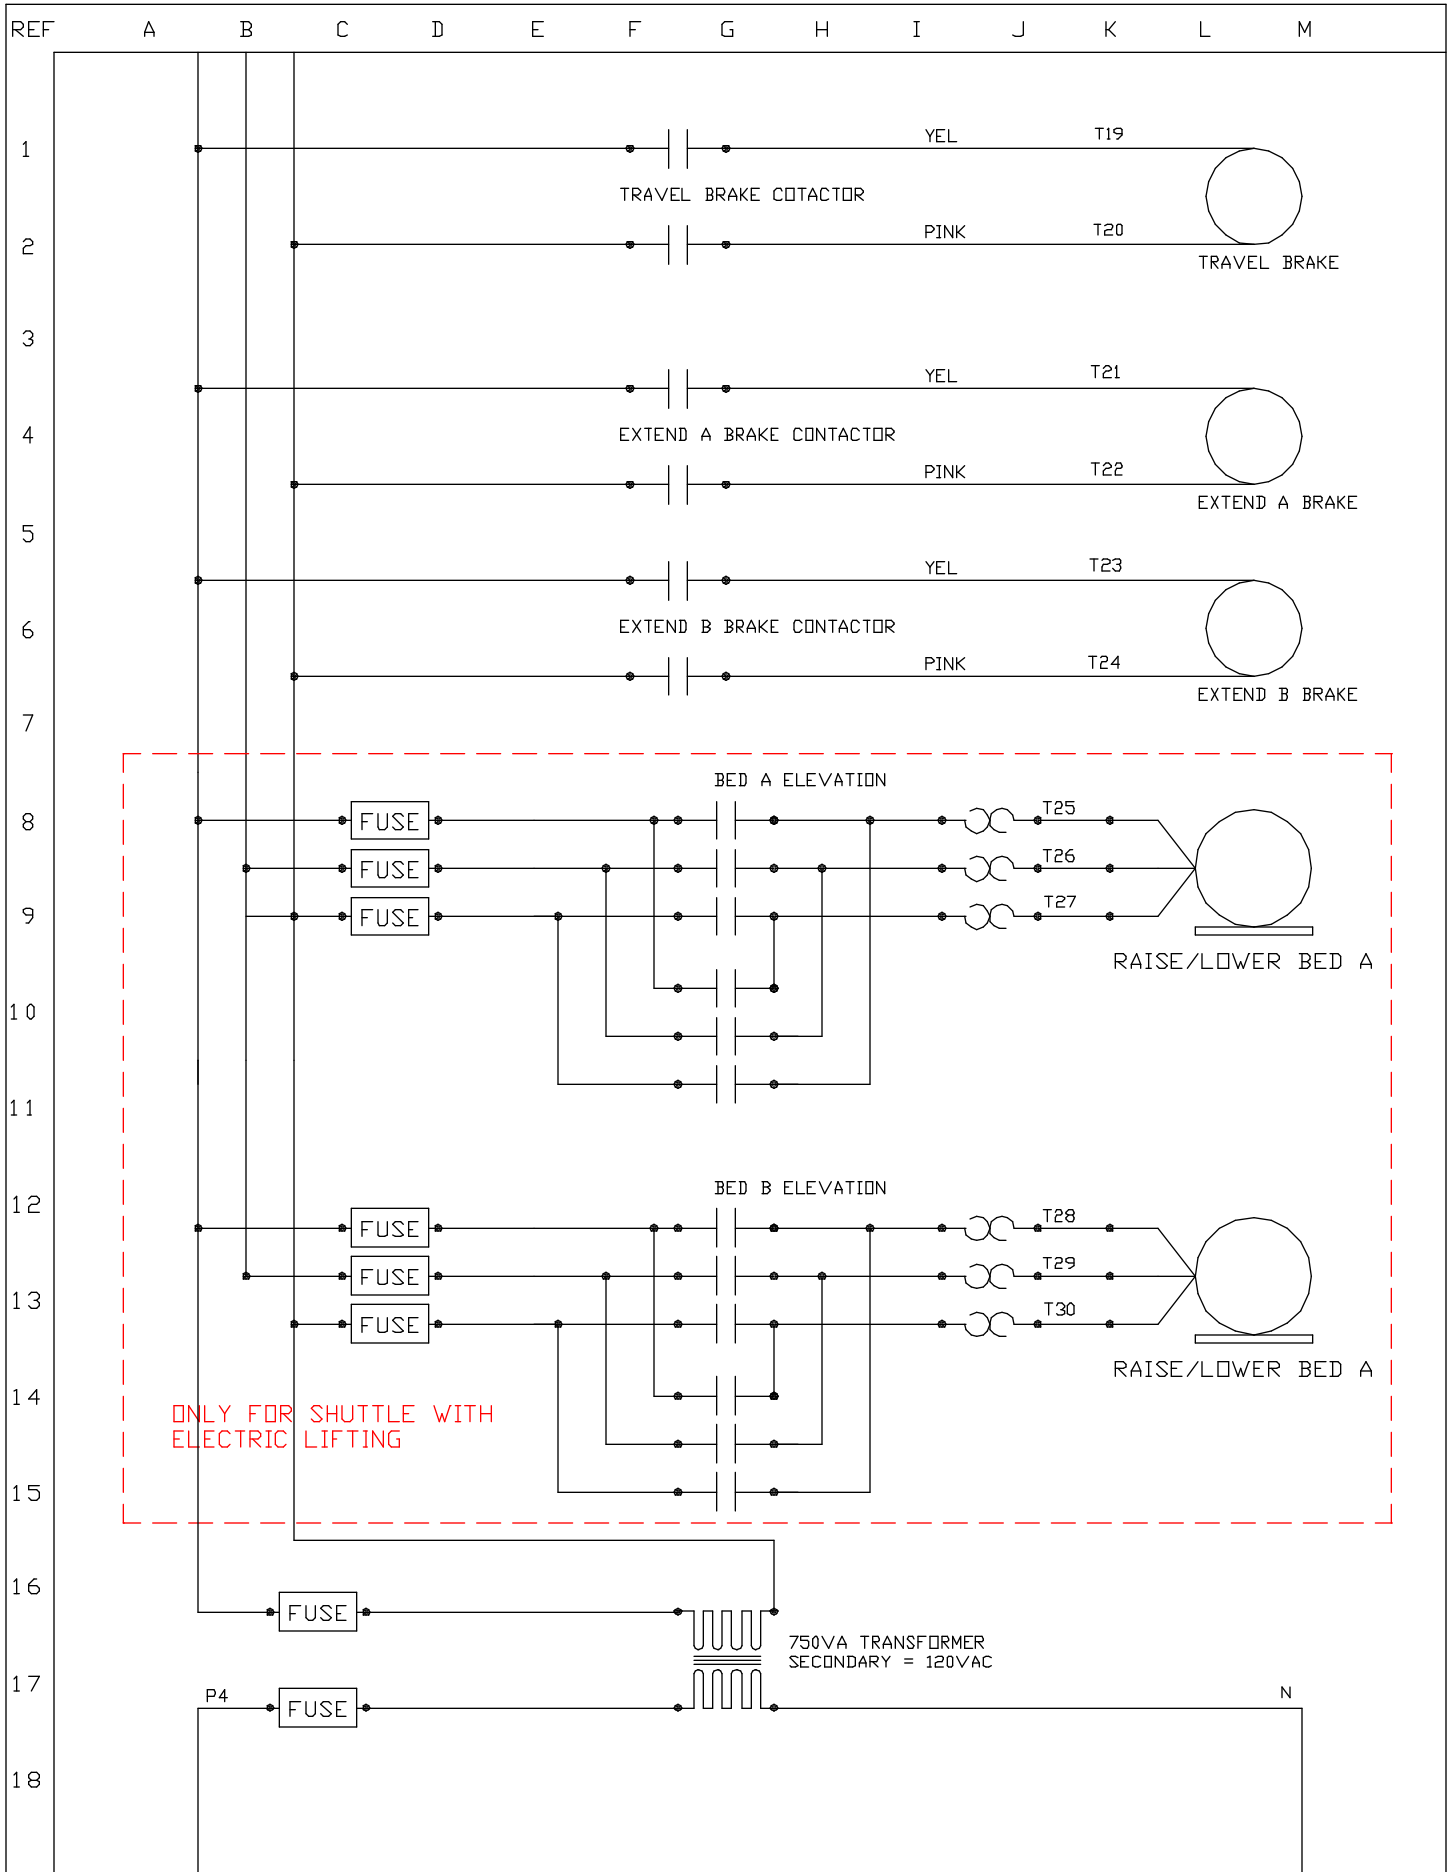 REF A B C D E F G H I J K L M
1
YEL T19
TRAVEL BRAKE COTACTOR
2
PINK T20
TRAVEL BRAKE
3
YEL T21
4
EXTEND A BRAKE CONTACTOR
PINK T22
EXTEND A BRAKE
5
YEL T23
6
EXTEND B BRAKE CONTACTOR
PINK T24
EXTEND B BRAKE
7
BED A ELEVATION
8
FUSE T25
FUSE T26
9
FUSE T27
RAISE/LOWER BED A
10
11
BED B ELEVATION
12
FUSE T28
FUSE T29
13
FUSE T30
RAISE/LOWER BED A
14
ONLY FOR SHUTTLE WITH
ELECTRIC LIFTING
15
16
FUSE
750VA TRANSFORMER
SECONDARY = 120VAC
17
P4 FUSE N
18